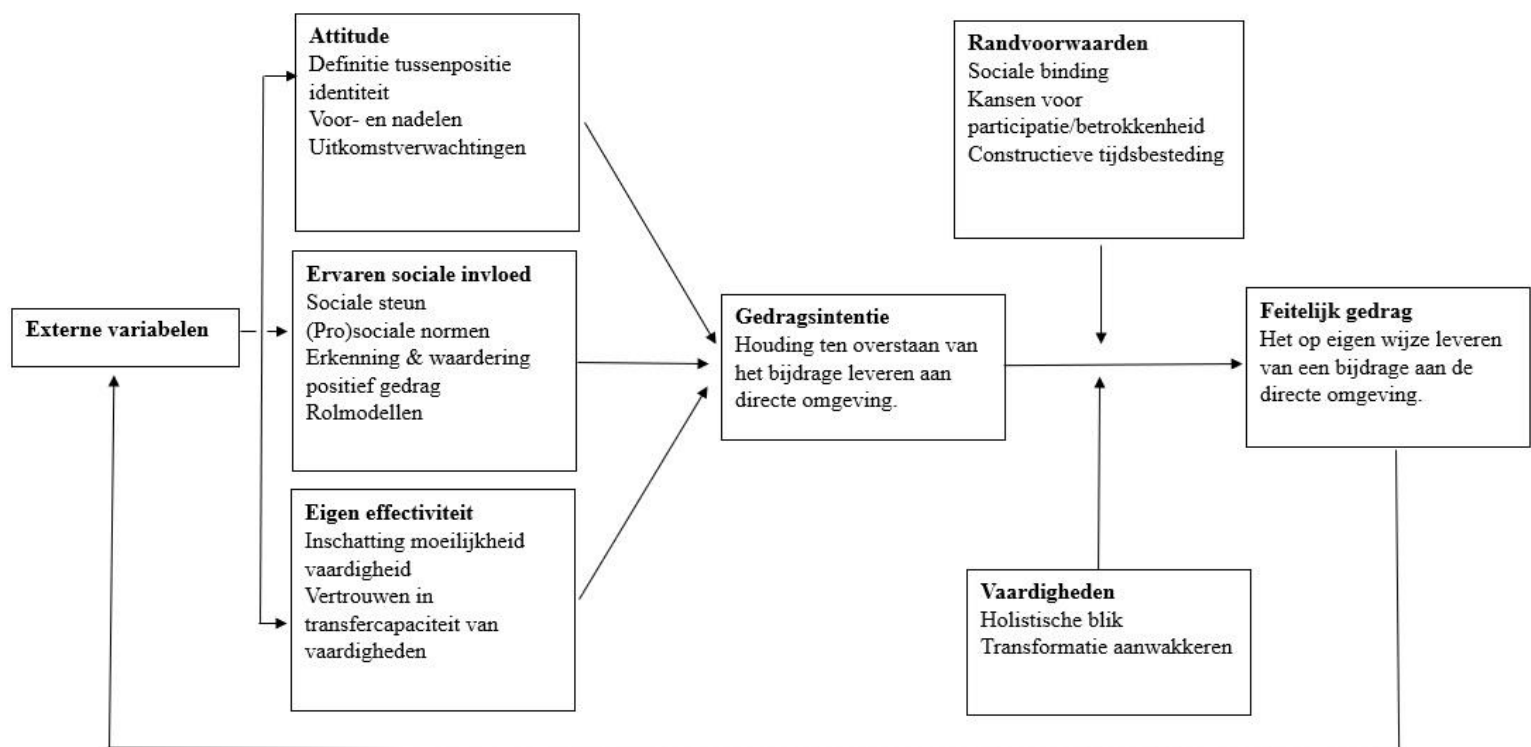 Attitude
Definitie tussenpositie
identiteit
Voor- en nadelen
Uitkomstverwachtingen
Randvoorwaarden
Sociale binding
Kansen voor
participatie/betrokkenheid
Constructieve tijdsbesteding
Externe variabelen
Ervaren sociale invloed
Sociale steun
(Pro)sociale normen
Erkenning & waardering
positief gedrag
Rolmodellen
Gedragsintentie
Houding ten overstaan van
het bijdrage leveren aan
directe omgeving.
Feitelijk gedrag
Het op eigen wijze leveren
van een bijdrage aan de
directe omgeving.
Eigen effectiviteit
Inschatting moeilijkheid
vaardigheid
Vertrouwen in
transfercapaciteit van
vaardigheden
Vaardigheden
Holistische blik
Transformatie aanwakkeren